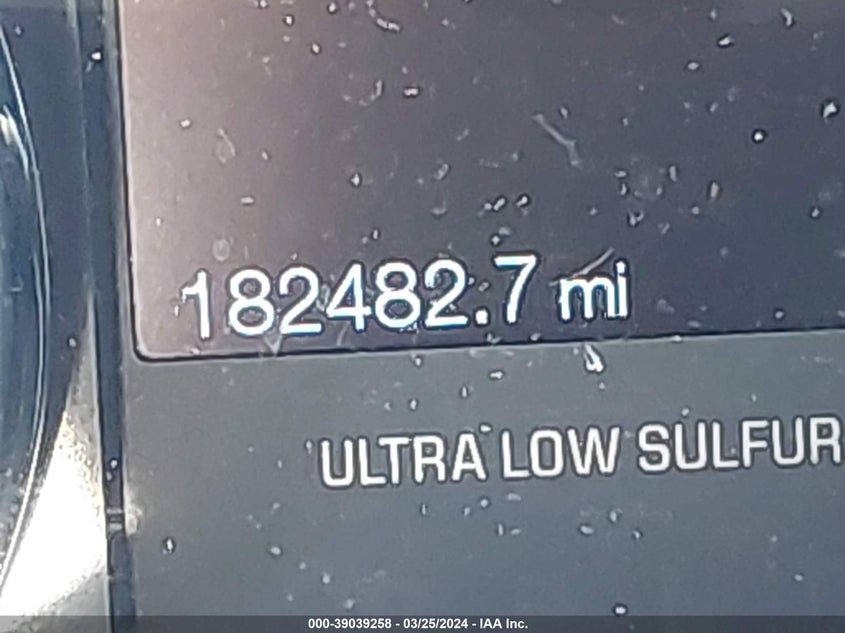 182482.7 mi
ULTRA LOW SULFUR
000-39039258 - 03/25/2024 - IAA Inc.